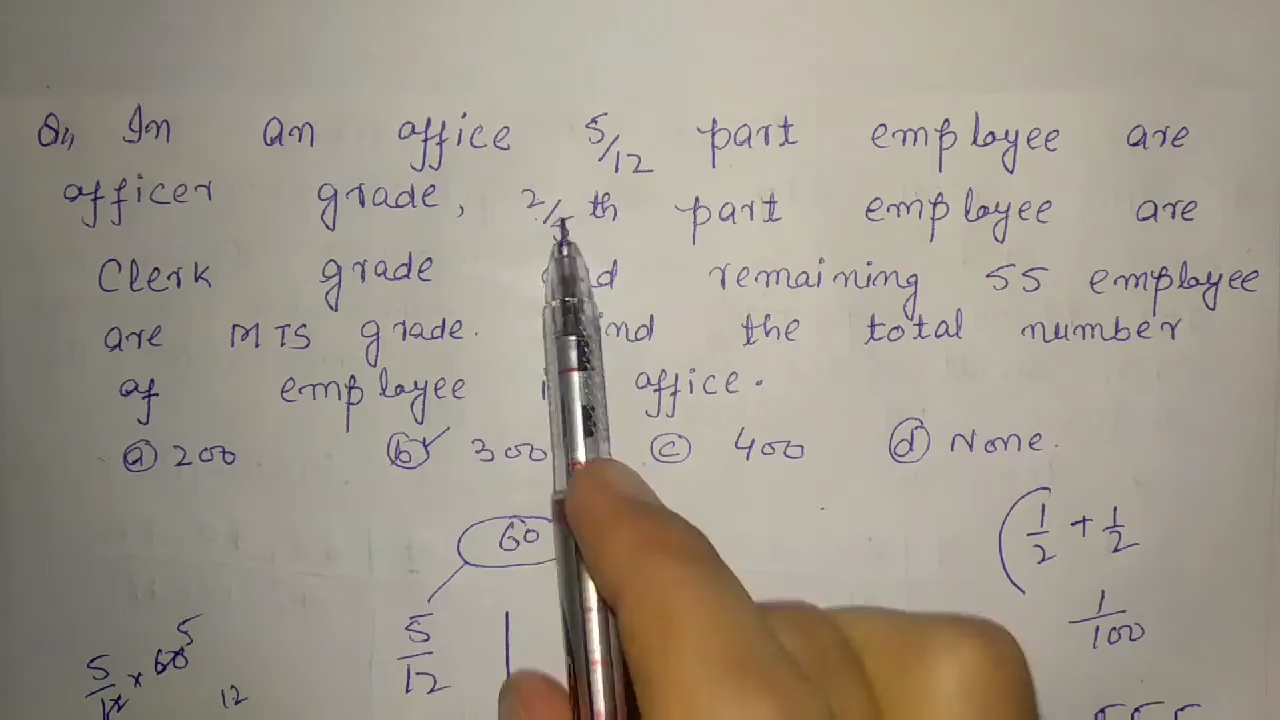 Q1, In an office 5/12 part employee are
officer grade, 2/5 th part employee are
Clerk grade remaining 55 employee
are MTS grade. the total number
of employee office.
(a) 200 (b) 300 (c) 400 (d) None.
60
1/2 + 1/2
1/100
5/12
5/12 × 60 5
12